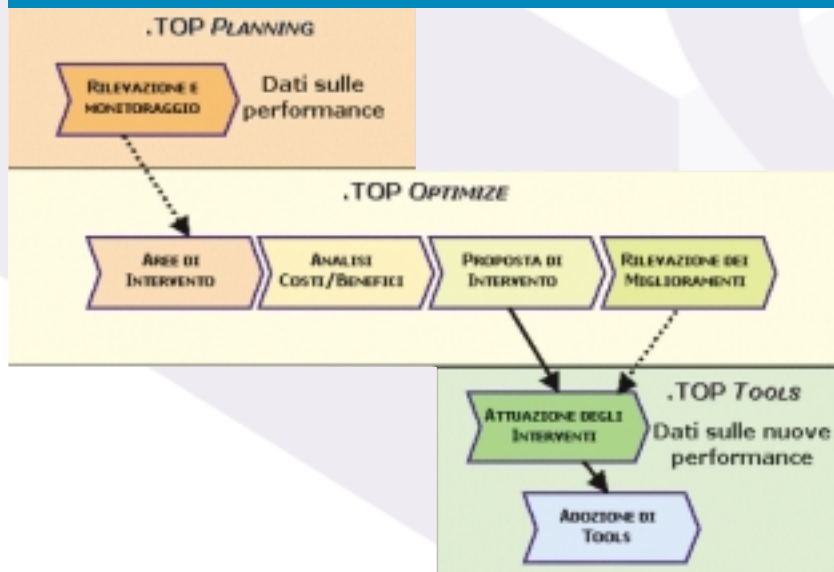 .TOP PLANNING
RILEVAZIONE E
MONITORAGGIO
Dati sulle
performance
.TOP OPTIMIZE
AREE DI
INTERVENTO
ANALISI
COSTI/BENEFICI
PROPOSTA DI
INTERVENTO
RILEVAZIONE DEI
MIGLIORAMENTI
.TOP TOOLS
ATTUAZIONE DEGLI
INTERVENTI
Dati sulle nuove
performance
ADOZIONE DI
TOOLS